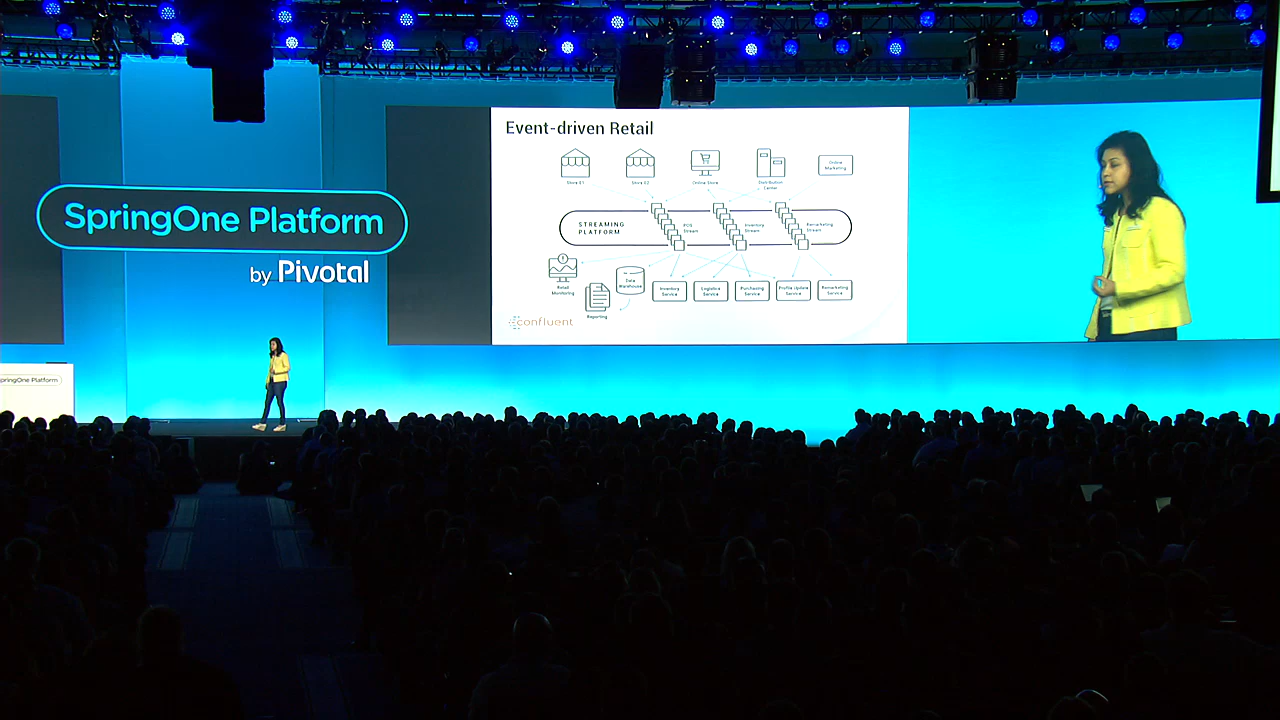 Event-driven Retail
Store #1
Store #2
Online Store
Distribution
Center
Online
Marketing
STREAMING
PLATFORM
POS
Stream
Inventory
Stream
Remarketing
Stream
Retail
Monitoring
Data
Warehouse
Reporting
Inventory
Service
Logistics
Service
Purchasing
Service
Profile Update
Service
Remarketing
Service
confluent
SpringOne Platform
by Pivotal
pringOne Platform